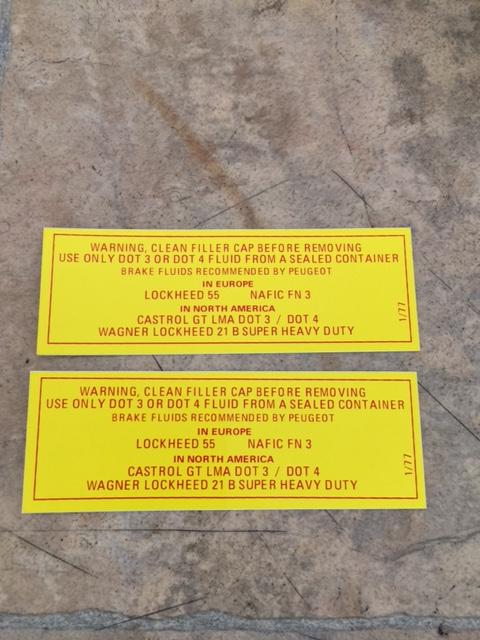 WARNING, CLEAN FILLER CAP BEFORE REMOVING
USE ONLY DOT 3 OR DOT 4 FLUID FROM A SEALED CONTAINER
BRAKE FLUIDS RECOMMENDED BY PEUGEOT
IN EUROPE
LOCKHEED 55 NAFIC FN 3
IN NORTH AMERICA
CASTROL GT LMA DOT 3 / DOT 4
WAGNER LOCKHEED 21 B SUPER HEAVY DUTY
1/77
WARNING, CLEAN FILLER CAP BEFORE REMOVING
USE ONLY DOT 3 OR DOT 4 FLUID FROM A SEALED CONTAINER
BRAKE FLUIDS RECOMMENDED BY PEUGEOT
IN EUROPE
LOCKHEED 55 NAFIC FN 3
IN NORTH AMERICA
CASTROL GT LMA DOT 3 / DOT 4
WAGNER LOCKHEED 21 B SUPER HEAVY DUTY
1/77